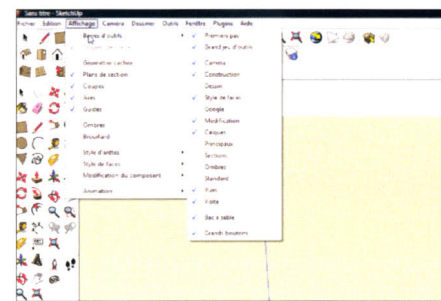 Sans titre - SketchUp
Fichier Edition Affichage Caméra Dessiner Outils Fenêtre Plugins Aide
Barres d'outils
Géométrie cachée
Plans de section
Coupes
Axes
Guides
Ombres
Brouillard
Style d'arêtes
Style de faces
Modification du composant
Animation
Premiers pas
Grand jeu d'outils
Caméra
Construction
Dessin
Style de faces
Google
Modification
Calques
Principaux
Sections
Ombres
Standard
Vues
Visite
Bac à sable
Grands boutons